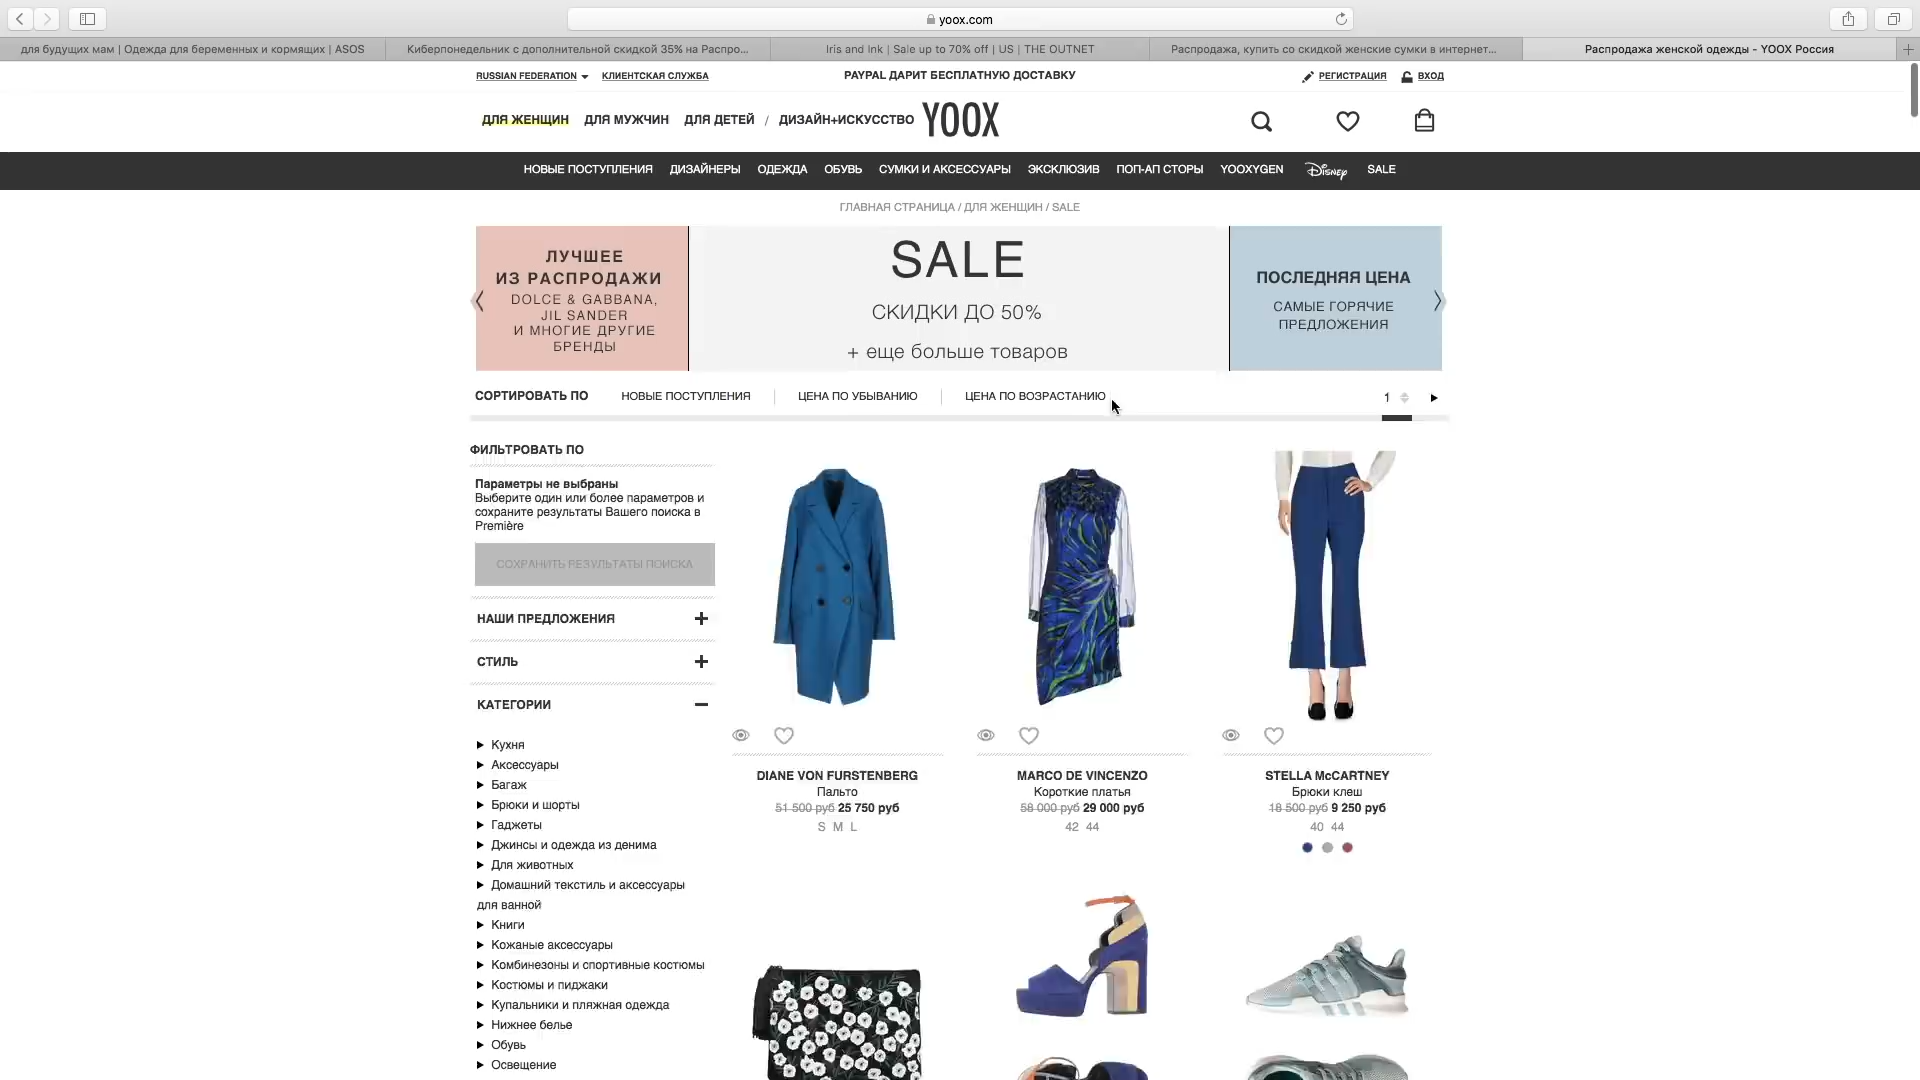 yoox.com
для будущих мам | Одежда для беременных и кормящих | ASOS
Киберпонедельник с дополнительной скидкой 35% на Распро...
Iris and Ink | Sale up to 70% off | US | THE OUTNET
Распродажа, купить со скидкой женские сумки в интернет...
Распродажа женской одежды - YOOX Россия
RUSSIAN FEDERATION
КЛИЕНТСКАЯ СЛУЖБА
PAYPAL ДАРИТ БЕСПЛАТНУЮ ДОСТАВКУ
РЕГИСТРАЦИЯ
ВХОД
ДЛЯ ЖЕНЩИН ДЛЯ МУЖЧИН ДЛЯ ДЕТЕЙ / ДИЗАЙН+ИСКУССТВО
YOOX
НОВЫЕ ПОСТУПЛЕНИЯ ДИЗАЙНЕРЫ ОДЕЖДА ОБУВЬ СУМКИ И АКСЕССУАРЫ ЭКСКЛЮЗИВ ПОП-АП СТОРЫ YOOXYGEN Disney SALE
ГЛАВНАЯ СТРАНИЦА / ДЛЯ ЖЕНЩИН / SALE
ЛУЧШЕЕ
ИЗ РАСПРОДАЖИ
DOLCE & GABBANA,
JIL SANDER
И МНОГИЕ ДРУГИЕ
БРЕНДЫ
SALE
СКИДКИ ДО 50%
+ еще больше товаров
ПОСЛЕДНЯЯ ЦЕНА
САМЫЕ ГОРЯЧИЕ
ПРЕДЛОЖЕНИЯ
СОРТИРОВАТЬ ПО НОВЫЕ ПОСТУПЛЕНИЯ ЦЕНА ПО УБЫВАНИЮ ЦЕНА ПО ВОЗРАСТАНИЮ 1
ФИЛЬТРОВАТЬ ПО
Параметры не выбраны
Выберите один или более параметров и
сохраните результаты Вашего поиска в
Première
СОХРАНИТЬ РЕЗУЛЬТАТЫ ПОИСКА
НАШИ ПРЕДЛОЖЕНИЯ
СТИЛЬ
КАТЕГОРИИ
Кухня
Аксессуары
Багаж
Брюки и шорты
Гаджеты
Джинсы и одежда из денима
Для животных
Домашний текстиль и аксессуары
для ванной
Книги
Кожаные аксессуары
Комбинезоны и спортивные костюмы
Костюмы и пиджаки
Купальники и пляжная одежда
Нижнее белье
Обувь
Освещение
DIANE VON FURSTENBERG
Пальто
51 500 руб 25 750 руб
S M L
MARCO DE VINCENZO
Короткие платья
58 000 руб 29 000 руб
42 44
STELLA McCARTNEY
Брюки клеш
18 500 руб 9 250 руб
40 44